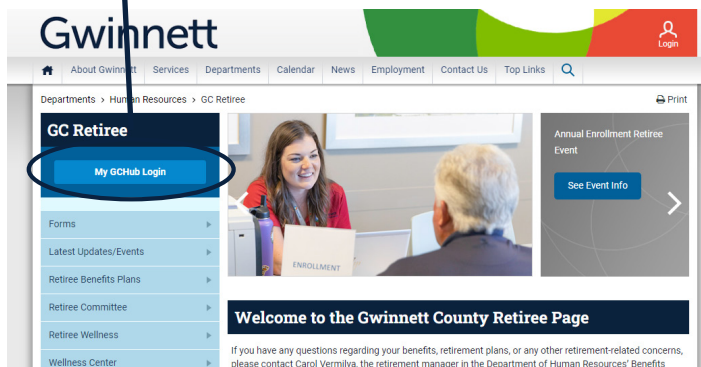 Gwinnett
Login
About Gwinnett Services Departments Calendar News Employment Contact Us Top Links
Departments > Human Resources > GC Retiree
Print
GC Retiree
My GCHub Login
Forms
Latest Updates/Events
Retiree Benefits Plans
Retiree Committee
Retiree Wellness
Wellness Center
ENROLLMENT
Annual Enrollment Retiree
Event
See Event Info
Welcome to the Gwinnett County Retiree Page
If you have any questions regarding your benefits, retirement plans, or any other retirement-related concerns,
please contact Carol Vermilya, the retirement manager in the Department of Human Resources' Benefits